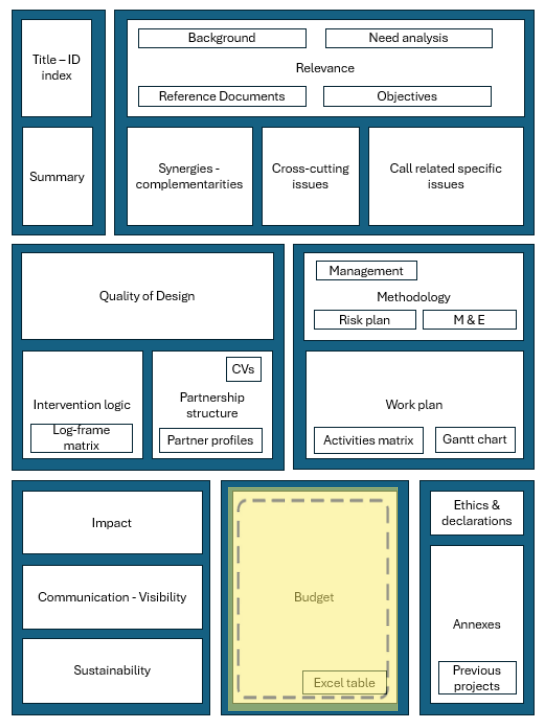 Title – ID
index
Summary
Background
Need analysis
Relevance
Reference Documents
Objectives
Synergies -
complementarities
Cross-cutting
issues
Call related specific
issues
Quality of Design
Intervention logic
Log-frame
matrix
CVs
Partnership
structure
Partner profiles
Management
Methodology
Risk plan
M & E
Work plan
Activities matrix
Gantt chart
Impact
Communication - Visibility
Sustainability
Budget
Excel table
Ethics &
declarations
Annexes
Previous
projects